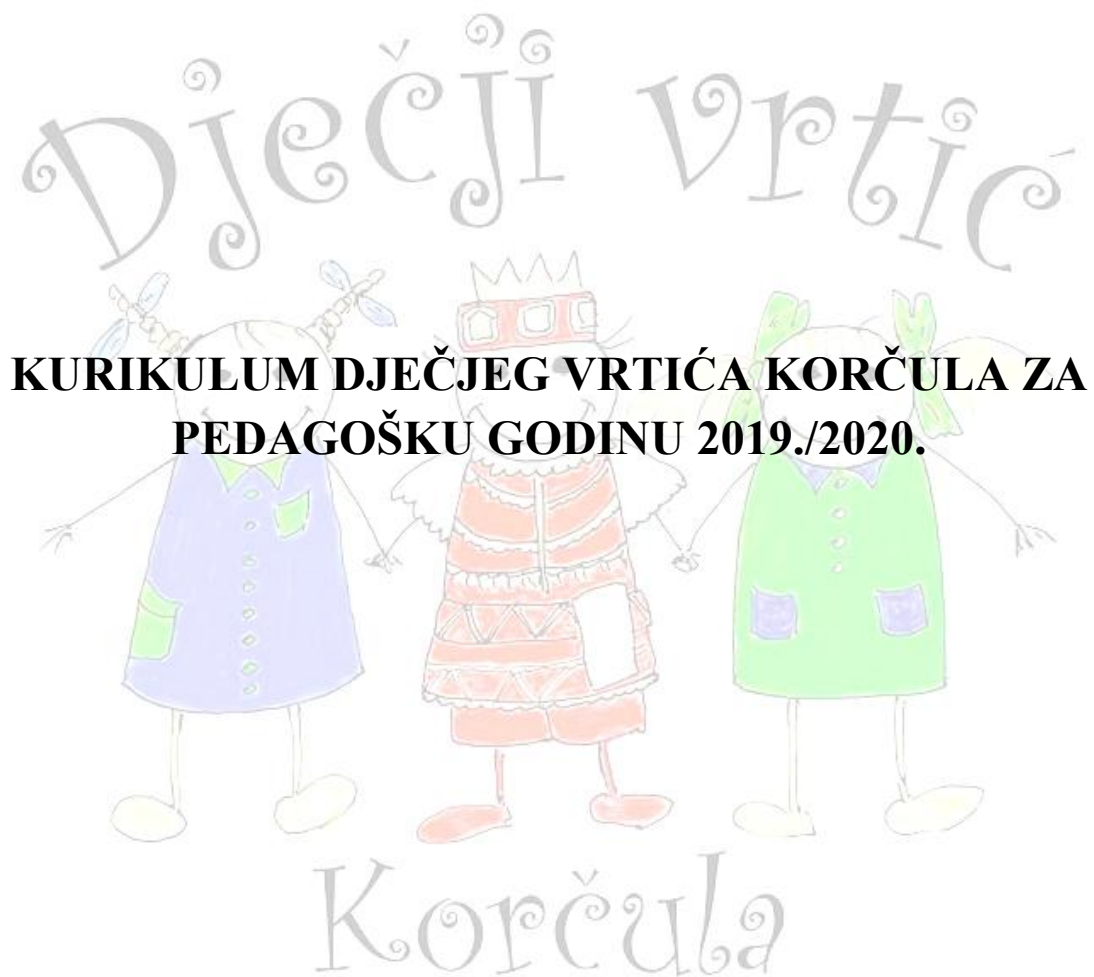 Dječji vrtić
KURIKULUM DJEČJEG VRTIĆA KORČULA ZA
PEDAGOŠKU GODINU 2019./2020.
Korčula